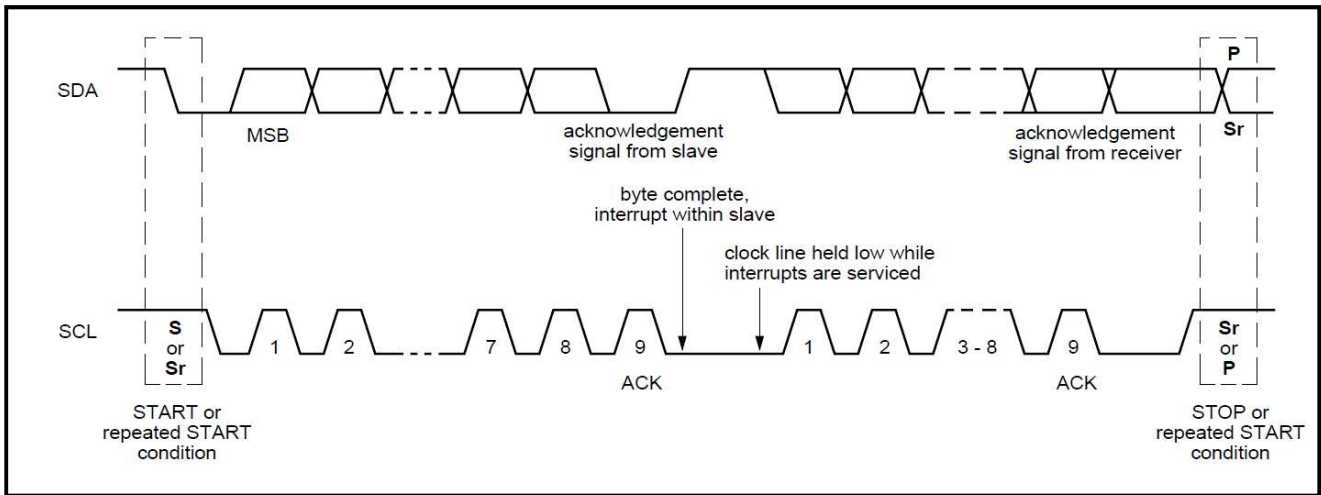 P
SDA
MSB
acknowledgement
signal from slave
acknowledgement
signal from receiver
Sr
byte complete,
interrupt within slave
clock line held low while
interrupts are serviced
SCL
S
or
Sr
1
2
7
8
9
1
2
3 - 8
9
Sr
or
P
ACK
ACK
START or
repeated START
condition
STOP or
repeated START
condition